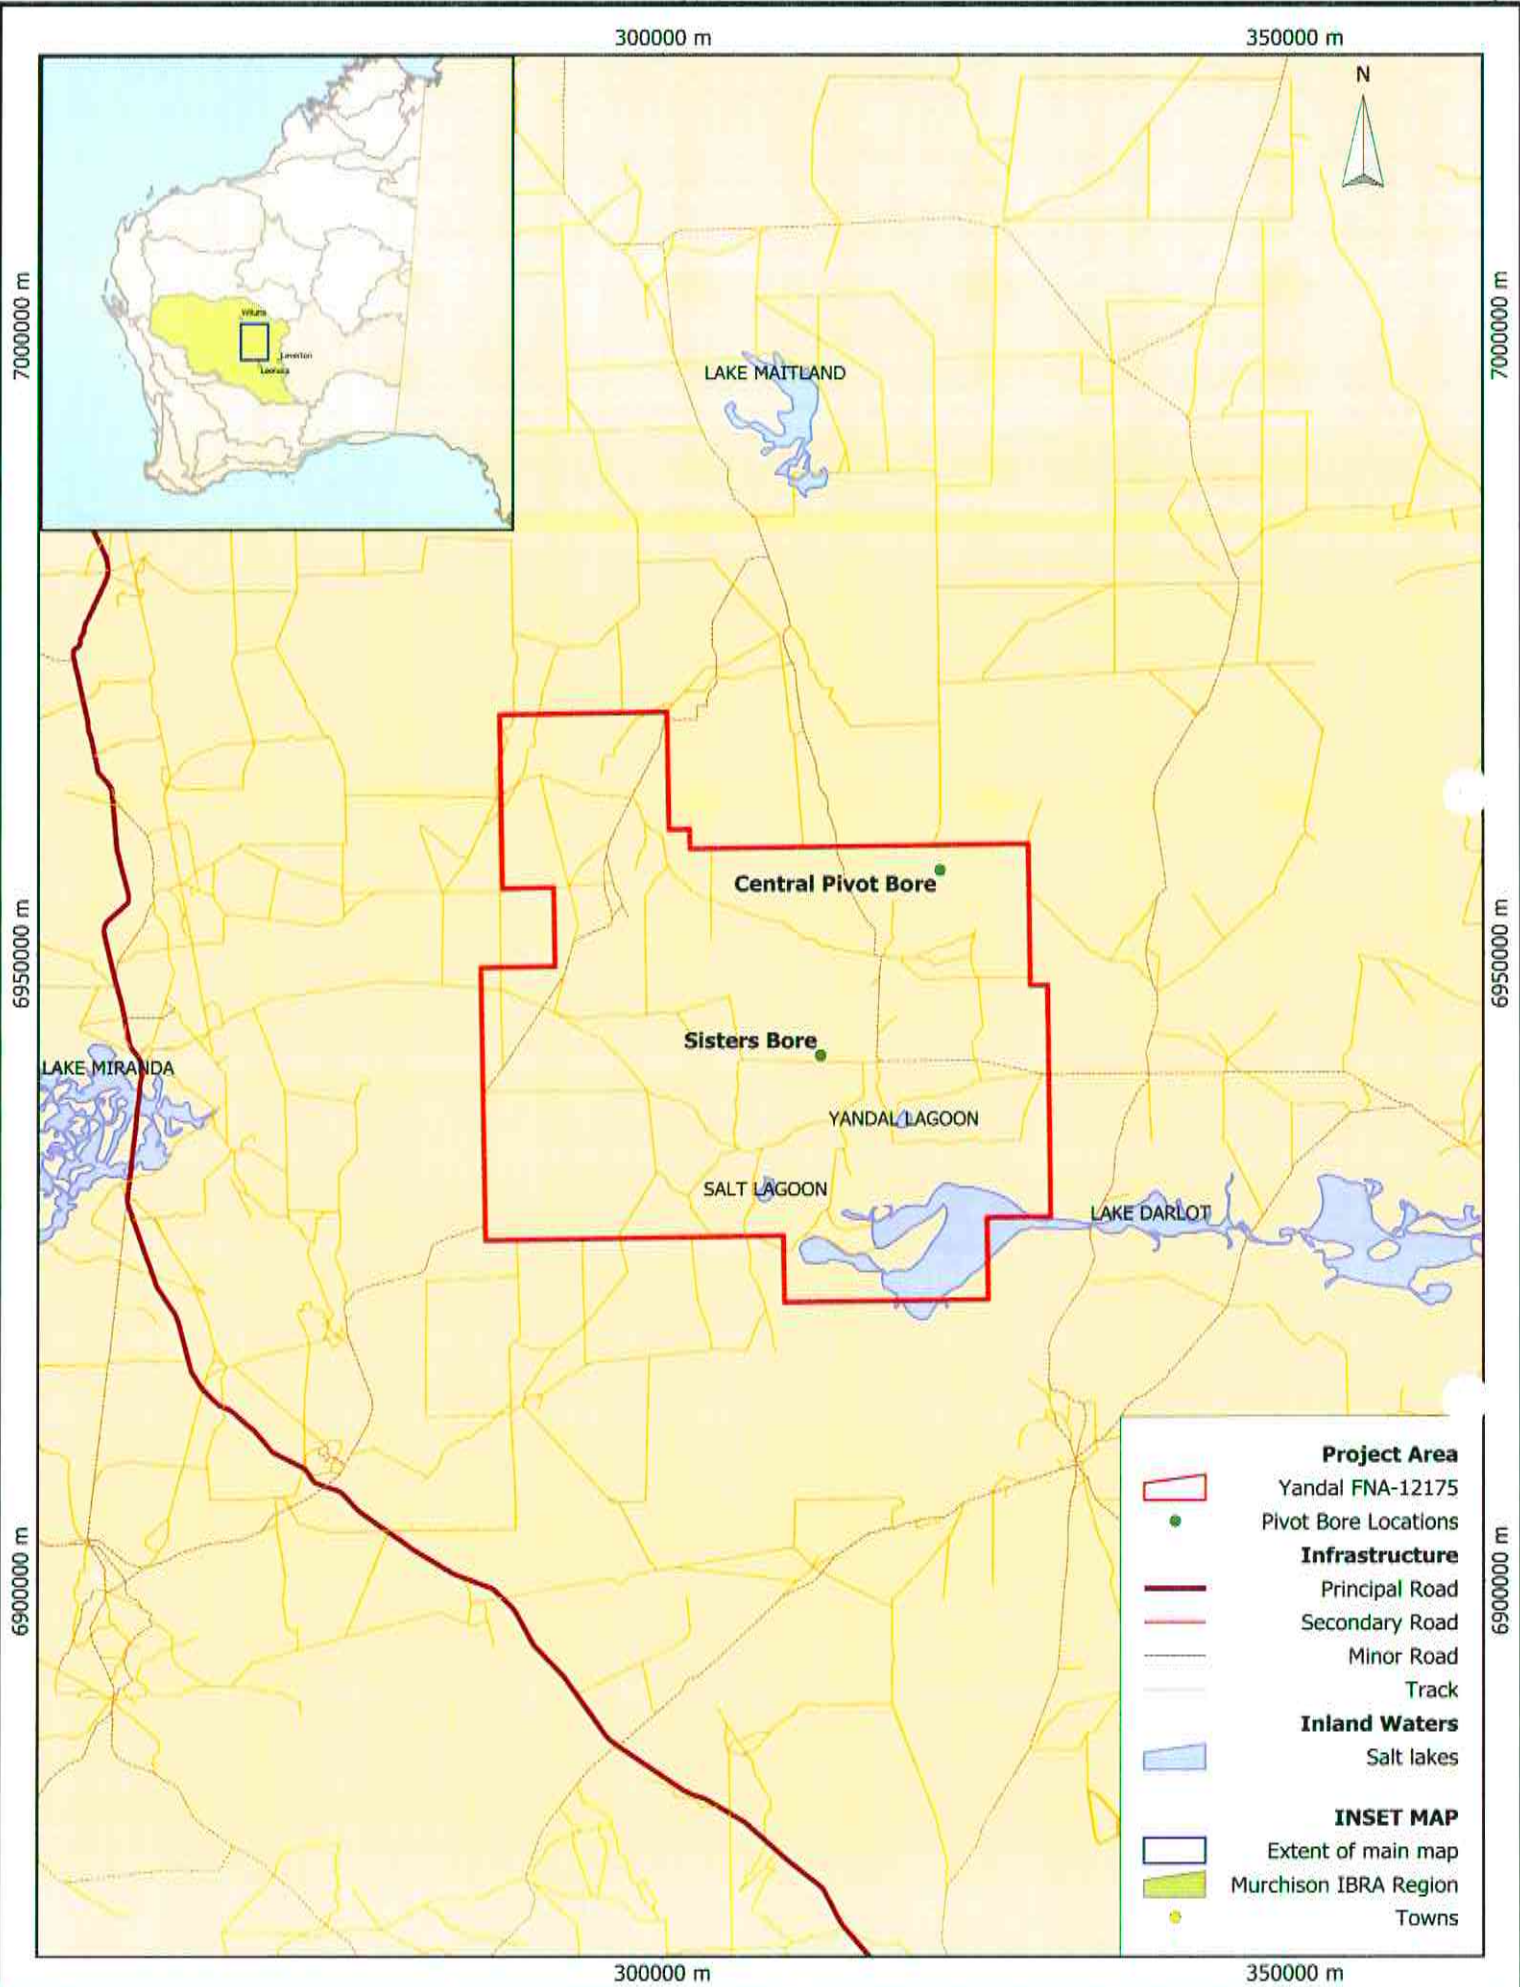 300000 m
350000 m
N
7000000 m
7000000 m
Wiluna
Laverton
Leonora
LAKE MAITLAND
Central Pivot Bore
6950000 m
6950000 m
Sisters Bore
LAKE MIRANDA
YANDAL LAGOON
SALT LAGOON
LAKE DARLOT
6900000 m
6900000 m
Project Area
Yandal FNA-12175
Pivot Bore Locations
Infrastructure
Principal Road
Secondary Road
Minor Road
Track
Inland Waters
Salt lakes
INSET MAP
Extent of main map
Murchison IBRA Region
Towns
300000 m
350000 m